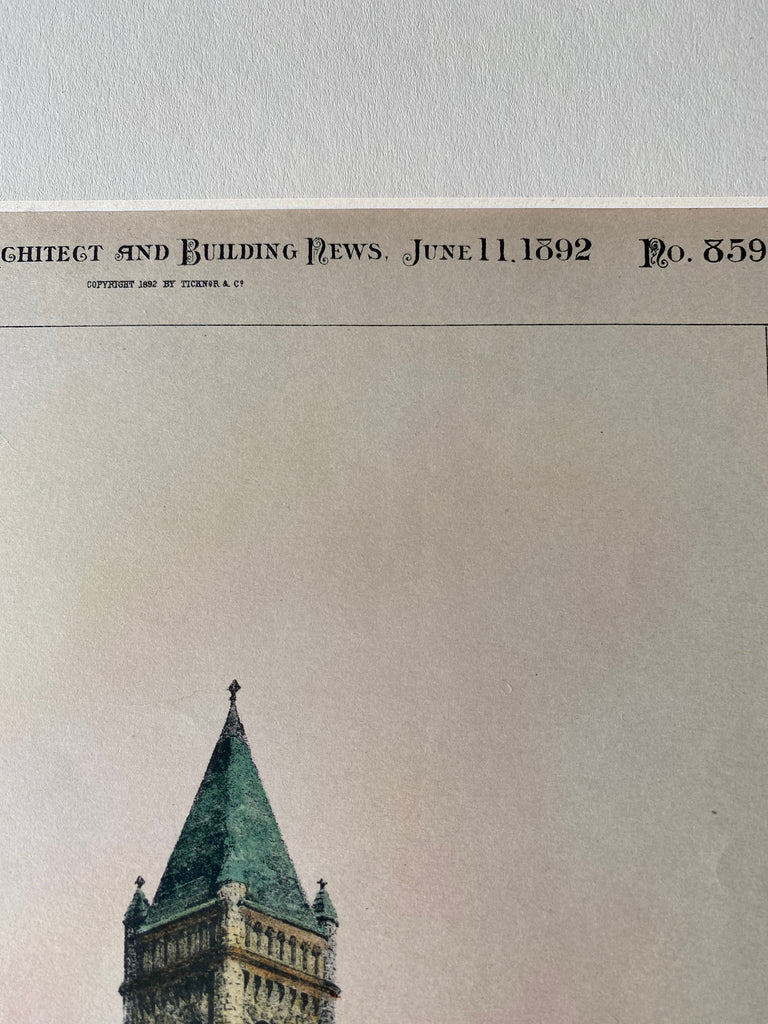 CHITECT AND BUILDING NEWS, JUNE 11. 1892 No. 859
COPYRIGHT 1892 BY TICKNOR & Co